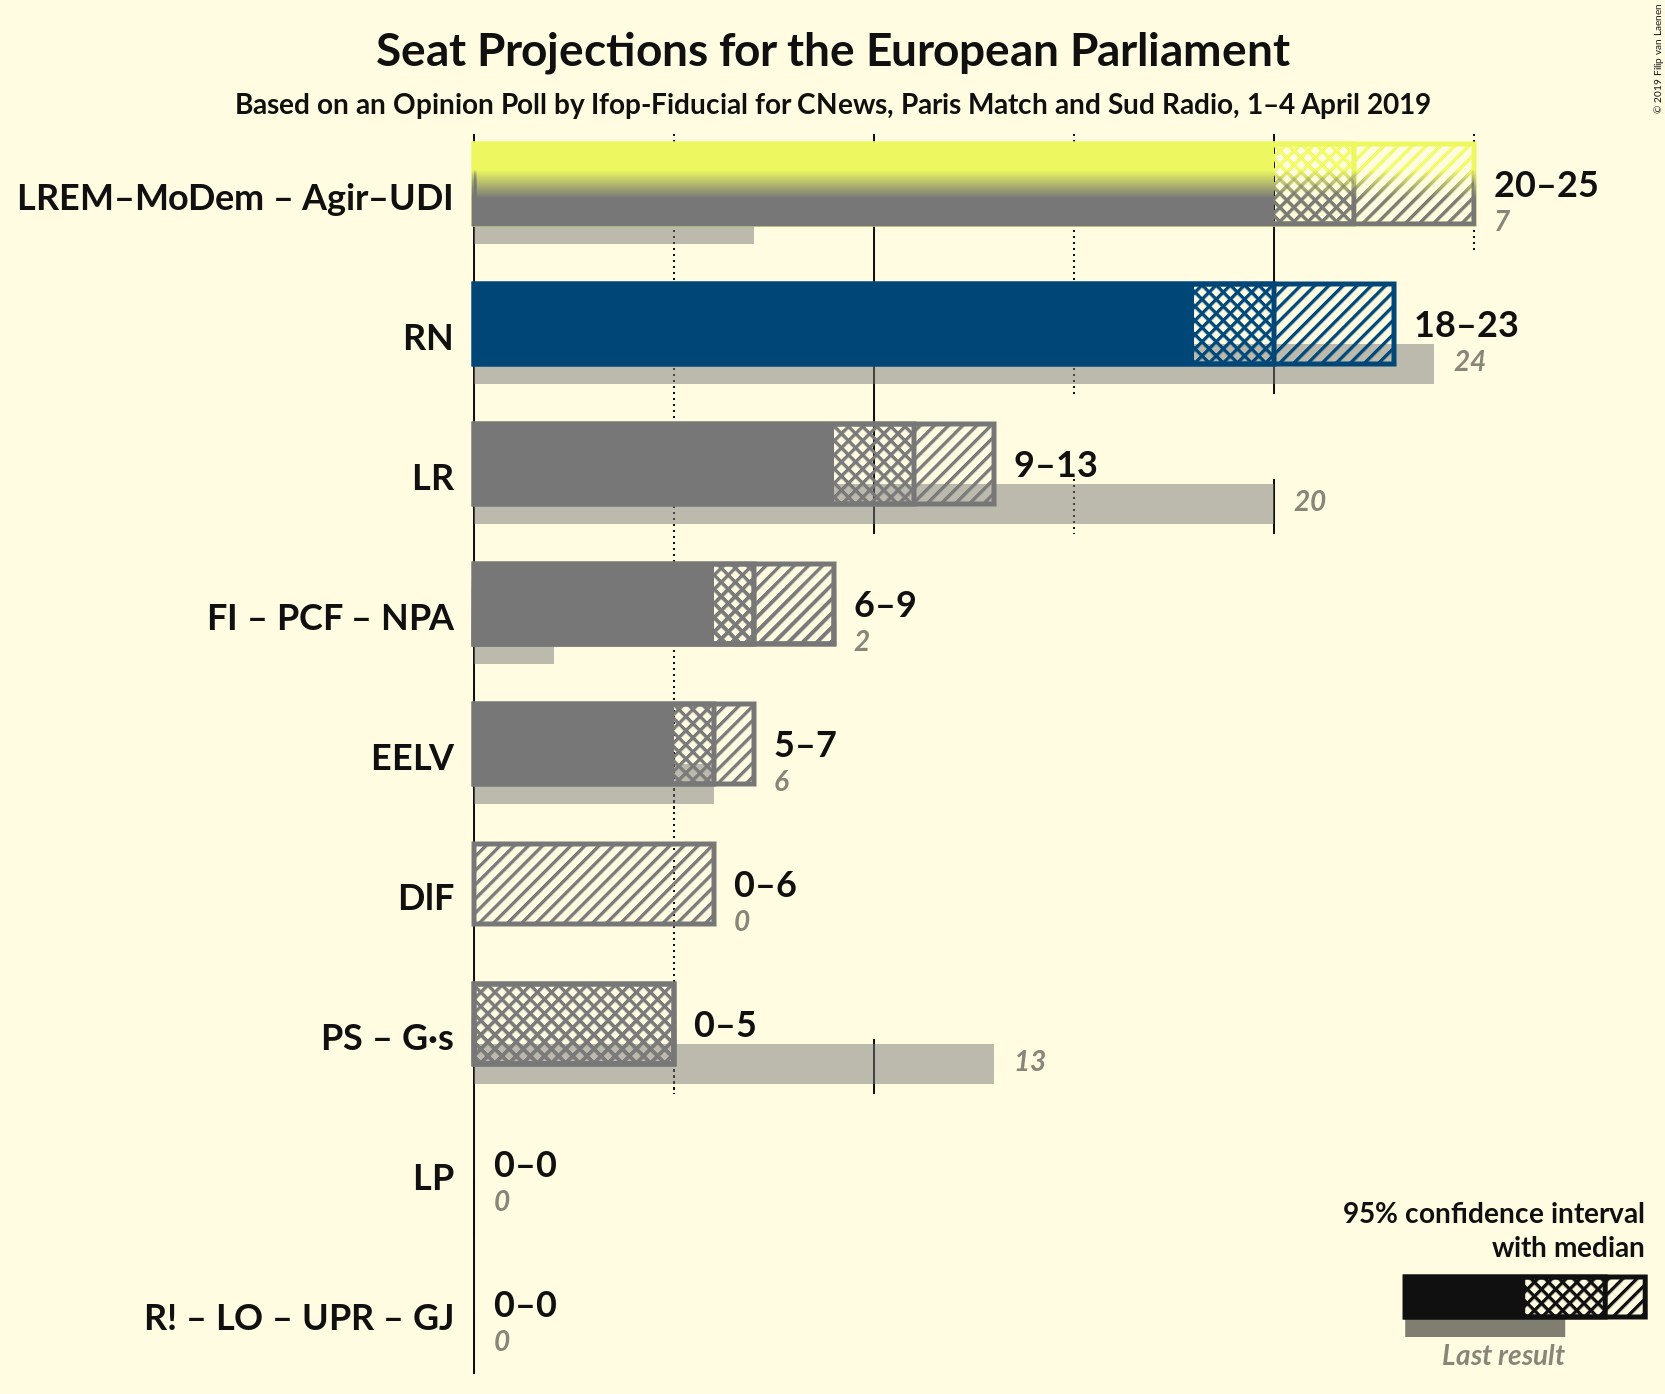 Seat Projections for the European Parliament
Based on an Opinion Poll by Ifop-Fiducial for CNews, Paris Match and Sud Radio, 1–4 April 2019
© 2019 Filip van Laenen
LREM–MoDem – Agir–UDI
20–25
7
RN
18–23
24
LR
9–13
20
FI – PCF – NPA
6–9
2
EELV
5–7
6
DlF
0–6
0
PS – G·s
0–5
13
LP
0–0
0
R! – LO – UPR – GJ
0–0
0
95% confidence interval
with median
Last result